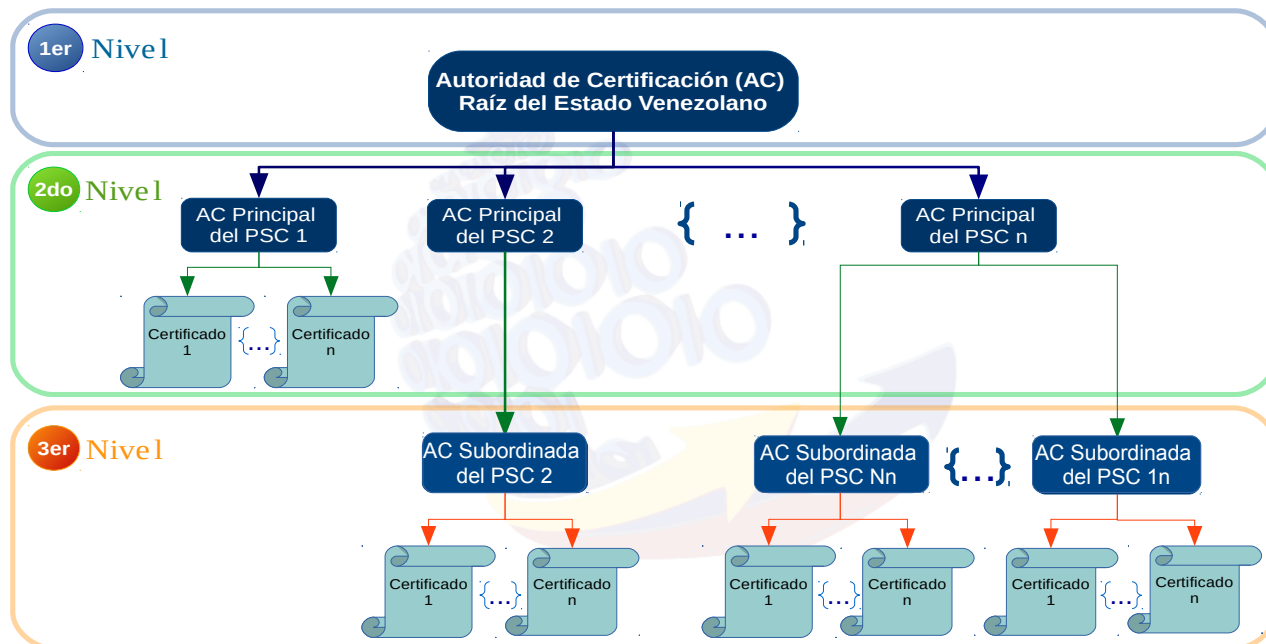 1er Nivel
Autoridad de Certificación (AC)
Raíz del Estado Venezolano
2do Nivel
AC Principal
del PSC 1
AC Principal
del PSC 2
{ ... }
AC Principal
del PSC n
Certificado
1
{...}
Certificado
n
3er Nivel
AC Subordinada
del PSC 2
AC Subordinada
del PSC Nn
{...}
AC Subordinada
del PSC 1n
Certificado
1
{...}
Certificado
n
Certificado
1
{...}
Certificado
n
Certificado
1
{...}
Certificado
n